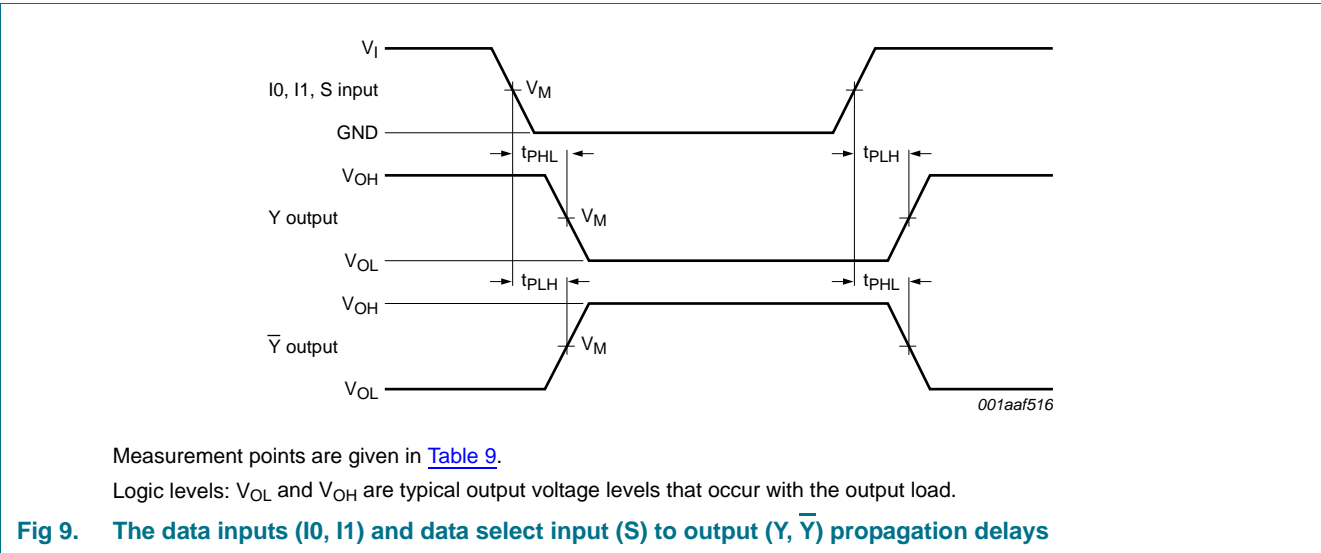 V_I
I0, I1, S input
V_M
GND
t_PHL
t_PLH
V_OH
Y output
V_M
V_OL
t_PLH
t_PHL
V_OH
Y̅ output
V_M
V_OL
001aaf516
Measurement points are given in Table 9.
Logic levels: V_OL and V_OH are typical output voltage levels that occur with the output load.
Fig 9. The data inputs (I0, I1) and data select input (S) to output (Y, Y̅) propagation delays